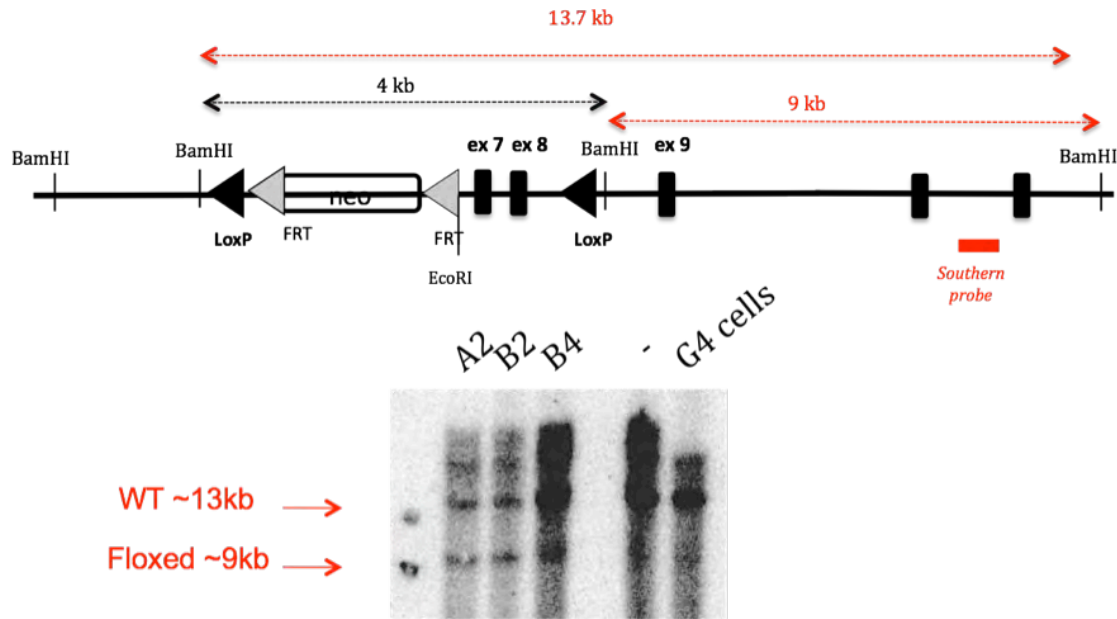 13.7 kb
4 kb
9 kb
BamHI
BamHI
ex 7 ex 8
BamHI
ex 9
BamHI
neo
LoxP
FRT
FRT
LoxP
EcoRI
Southern
probe
A2
B2
B4
-
G4 cells
WT ~13kb
Floxed ~9kb